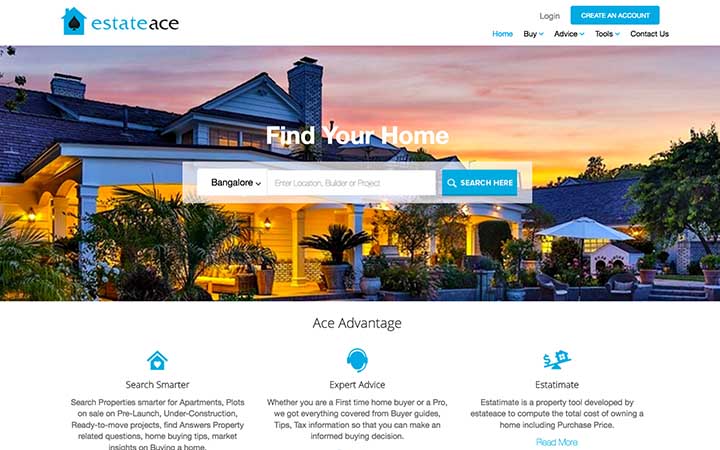 estateace
Login CREATE AN ACCOUNT
Home Buy Advice Tools Contact Us
Find Your Home
Bangalore Enter Location, Builder or Project SEARCH HERE
Ace Advantage
Search Smarter
Search Properties smarter for Apartments, Plots
on sale on Pre-Launch, Under-Construction,
Ready-to-move projects, find Answers Property
related questions, home buying tips, market
insights on Buying a home.
Expert Advice
Whether you are a First time home buyer or a Pro,
we got everything covered from Buyer guides,
Tips, Tax information so that you can make an
informed buying decision.
Estatimate
Estatimate is a property tool developed by
estateace to compute the total cost of owning a
home including Purchase Price.
Read More